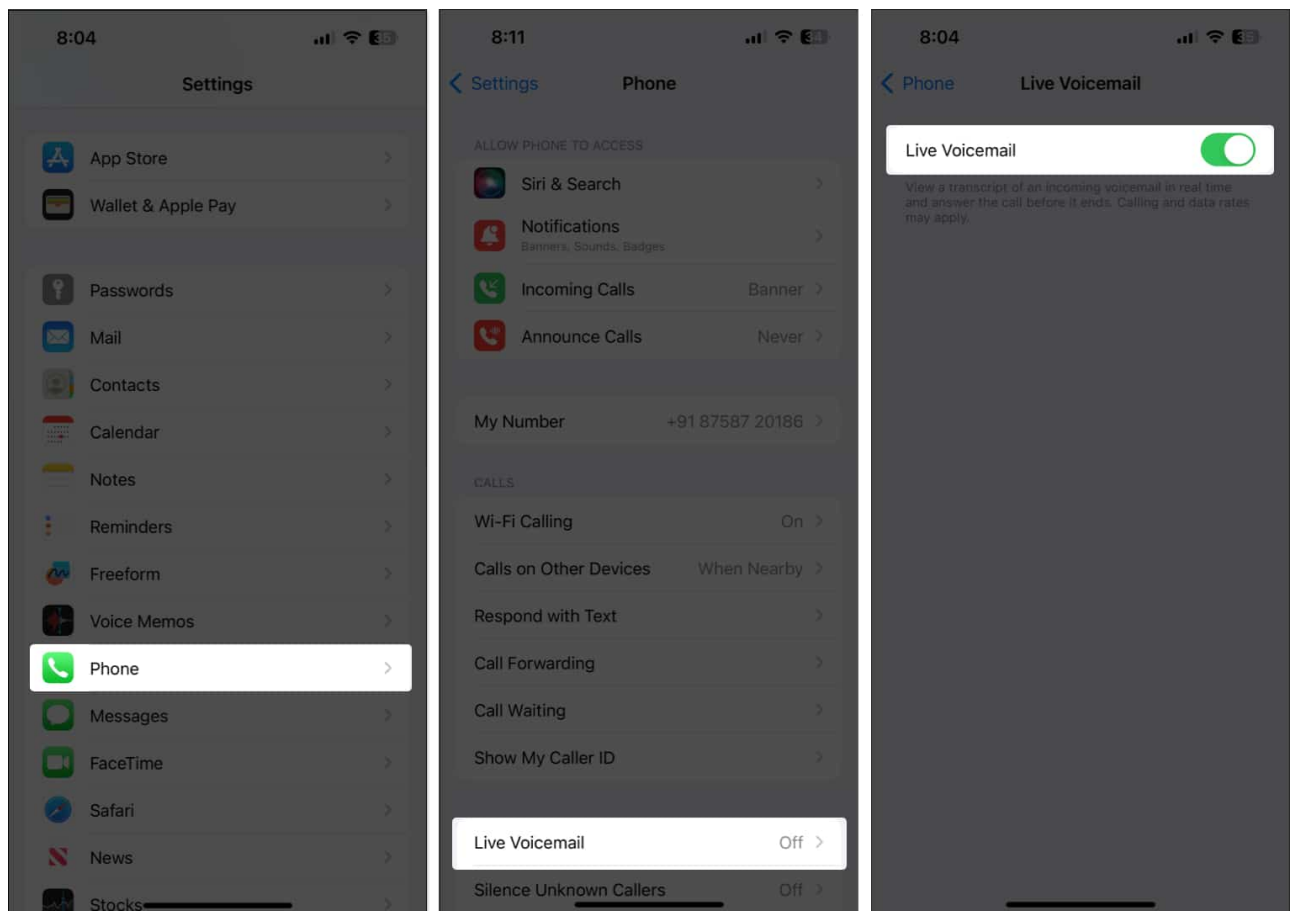 8:04
35
Settings
App Store
Wallet & Apple Pay
Passwords
Mail
Contacts
Calendar
Notes
Reminders
Freeform
Voice Memos
Phone
Messages
FaceTime
Safari
News
Stocks
8:11
34
Settings
Phone
ALLOW PHONE TO ACCESS
Siri & Search
Notifications
Banners, Sounds, Badges
Incoming Calls Banner
Announce Calls Never
My Number +91 87587 20186
CALLS
Wi-Fi Calling On
Calls on Other Devices When Nearby
Respond with Text
Call Forwarding
Call Waiting
Show My Caller ID
Live Voicemail Off
Silence Unknown Callers Off
8:04
35
Phone
Live Voicemail
Live Voicemail
View a transcript of an incoming voicemail in real time
and answer the call before it ends. Calling and data rates
may apply.